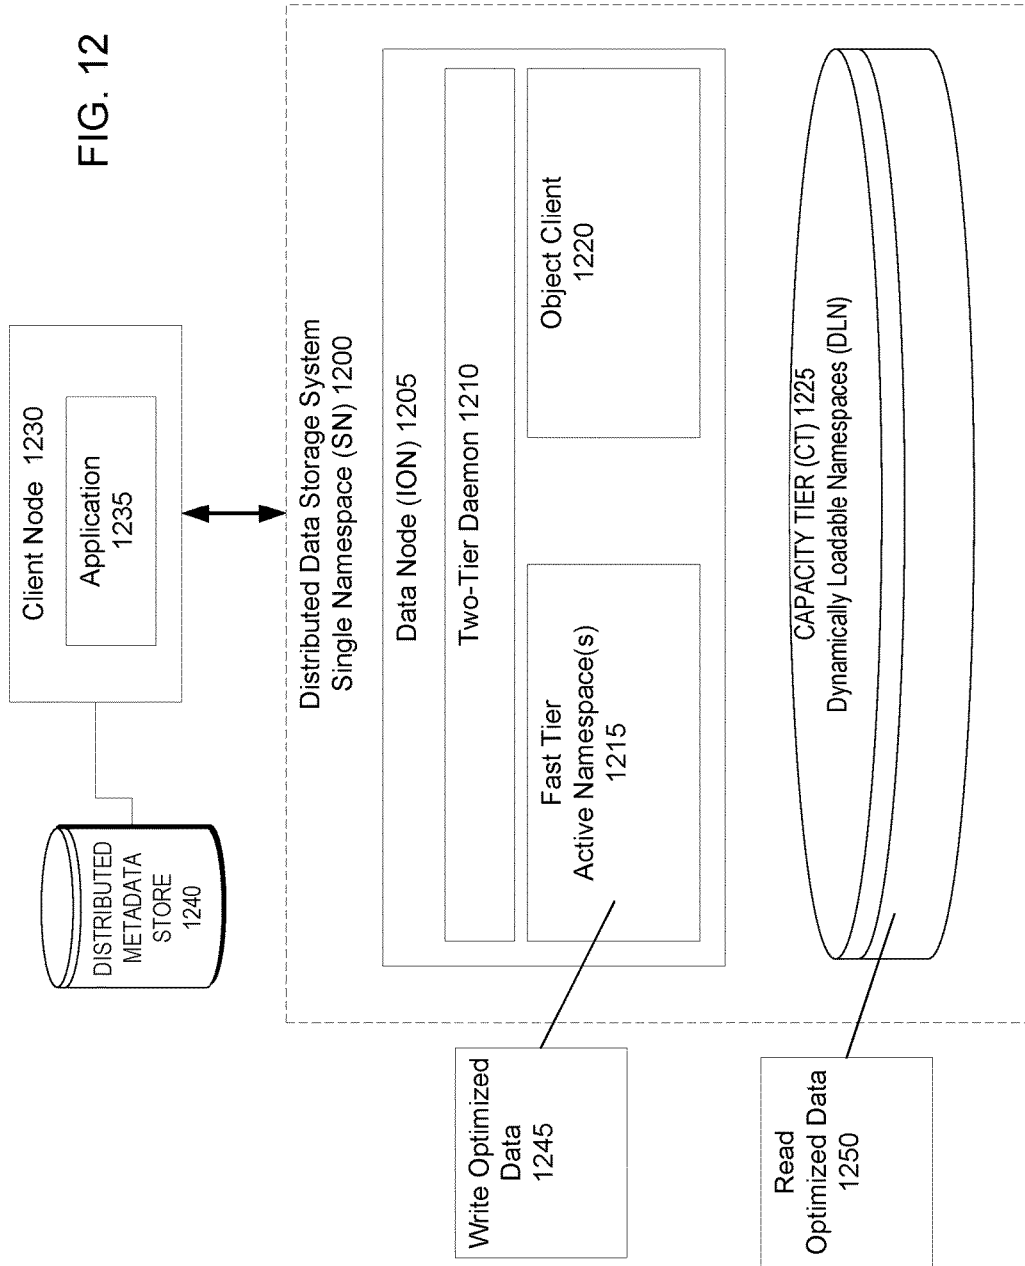 FIG. 12
Client Node 1230
Application
1235
DISTRIBUTED
METADATA
STORE
1240
Distributed Data Storage System
Single Namespace (SN) 1200
Data Node (ION) 1205
Two-Tier Daemon 1210
Fast Tier
Active Namespace(s)
1215
Object Client
1220
Write Optimized
Data
1245
CAPACITY TIER (CT) 1225
Dynamically Loadable Namespaces (DLN)
Read
Optimized Data
1250